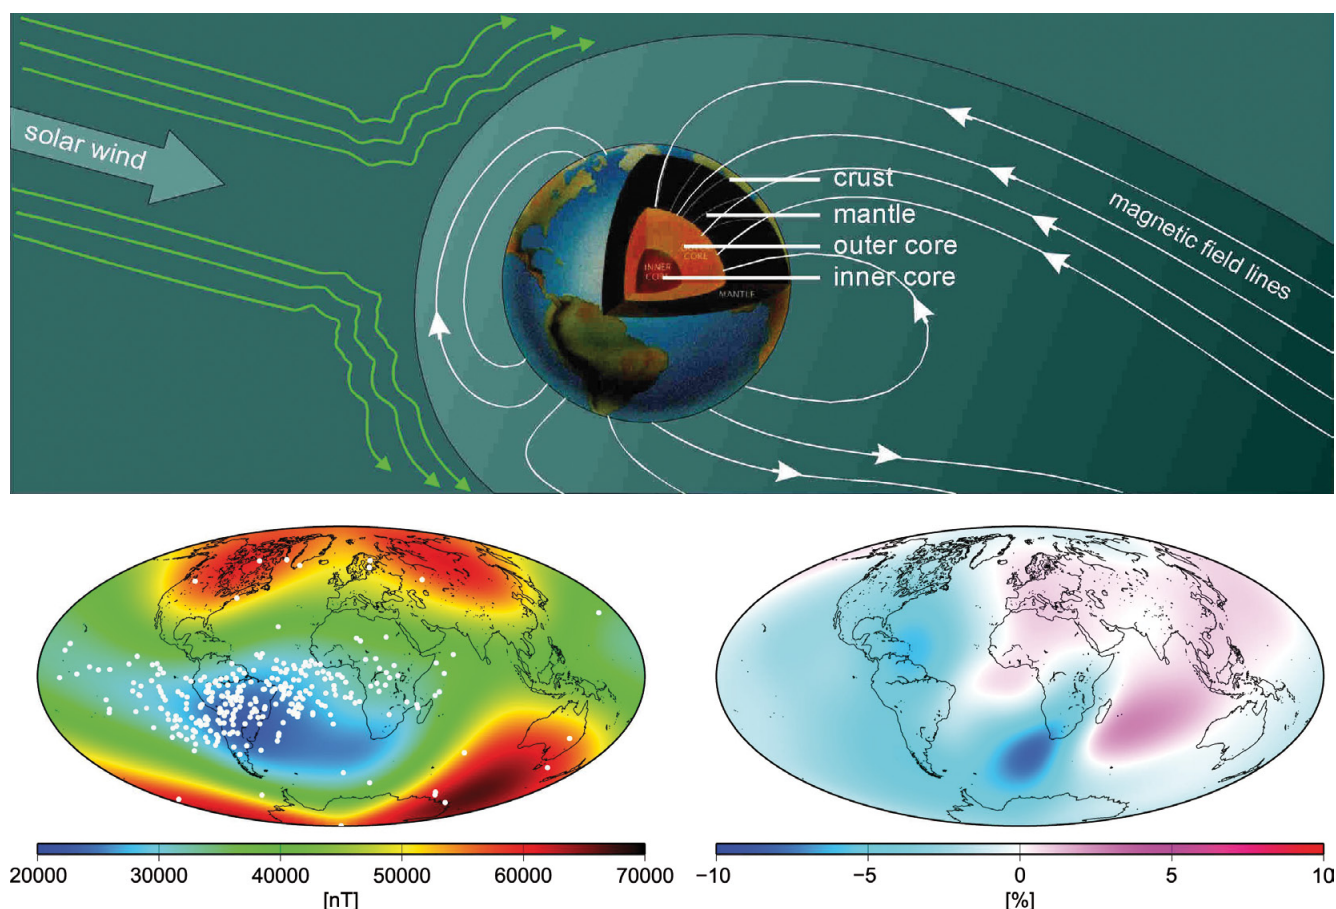 solar wind
crust
mantle
outer core
inner core
magnetic field lines
CORE
INNER
MANTLE
20000 30000 40000 50000 60000 70000
[nT]
−10 −5 0 5 10
[%]